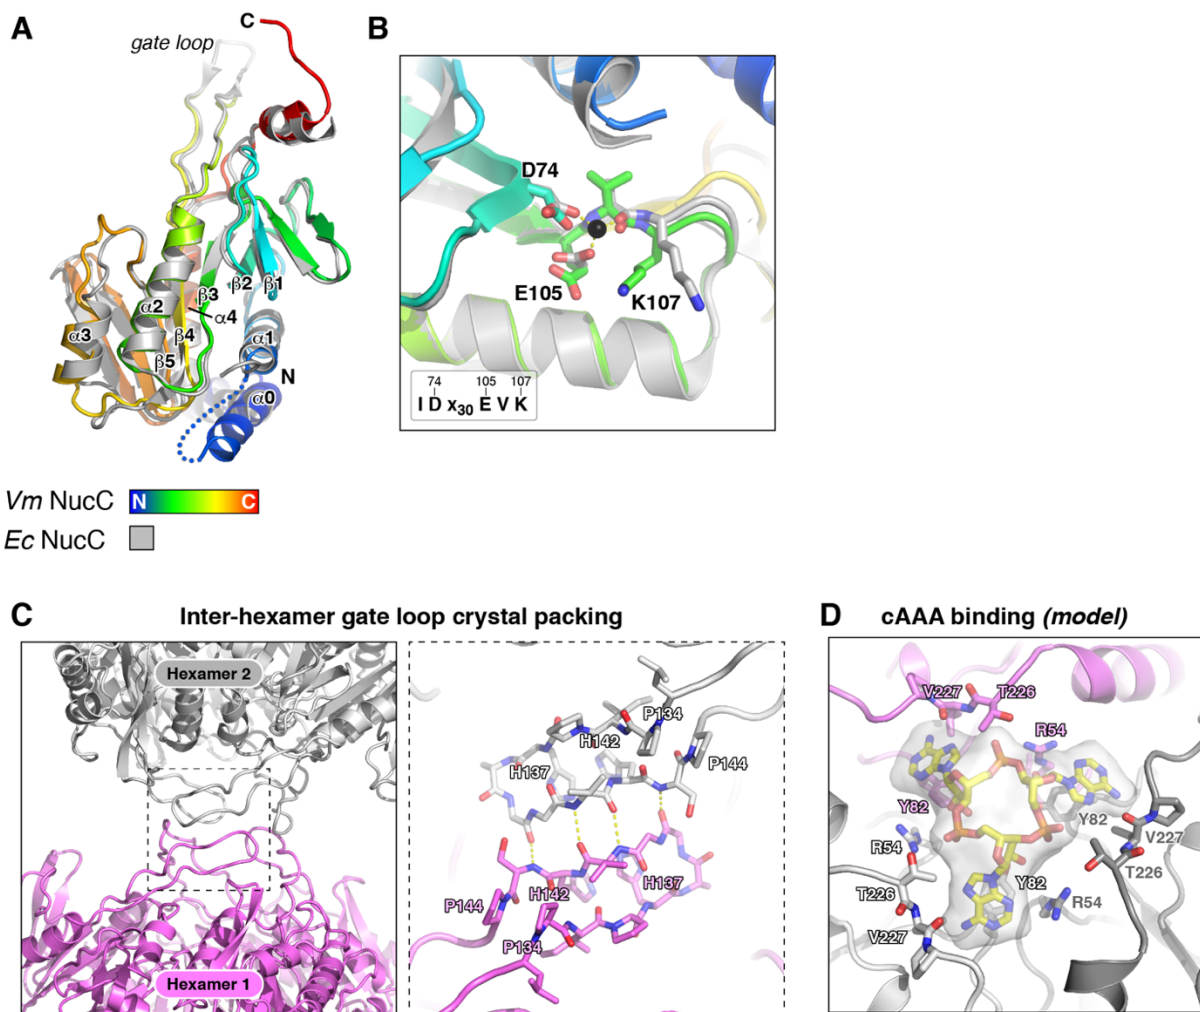 A
C
gate loop
β2
β1
β3
α2
α4
α3
β4
α1
β5
N
α0
Vm NucC N C
Ec NucC
B
D74
E105
K107
74 105 107
I D x30 E V K
C Inter-hexamer gate loop crystal packing
Hexamer 2
Hexamer 1
P134
H142
P144
H137
H142
H137
P144
P134
D cAAA binding (model)
V227
T226
R54
Y82
Y82
R54
V227
T226
T226
Y82
R54
V227